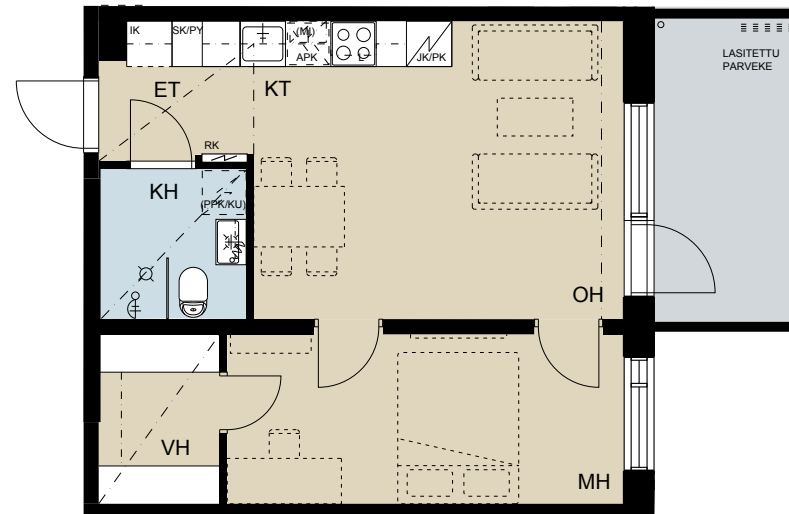 IK
SK/PY
(MI)
APK
L
JK/PK
LASITETTU
PARVEKE
ET
KT
RK
KH
(PPK/KU)
OH
VH
MH